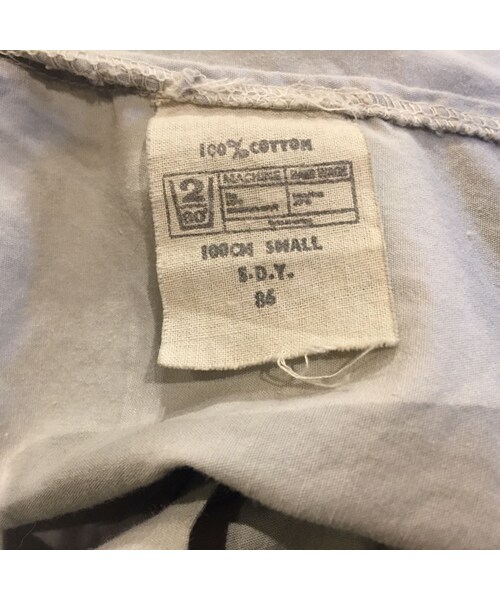 100% COTTON
2 MACHINE HAND WASH
60°
100CM SMALL
S.D.Y.
86